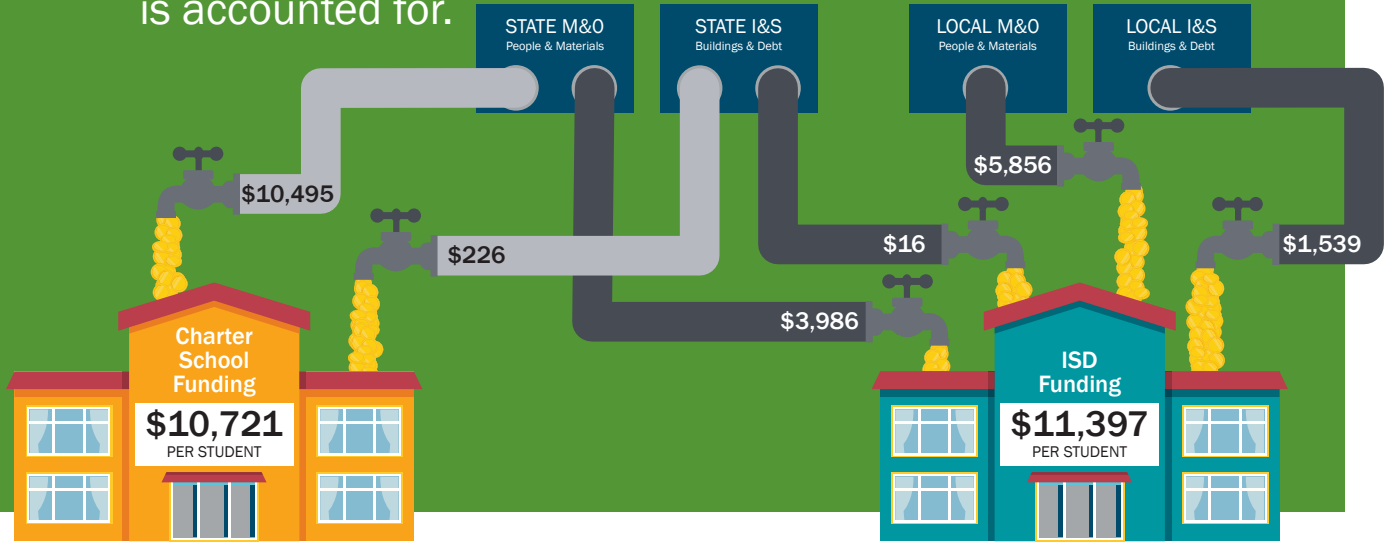 is accounted for.
STATE M&O
People & Materials
STATE I&S
Buildings & Debt
LOCAL M&O
People & Materials
LOCAL I&S
Buildings & Debt
$10,495
$226
$3,986
$16
$5,856
$1,539
Charter
School
Funding
$10,721
PER STUDENT
ISD
Funding
$11,397
PER STUDENT